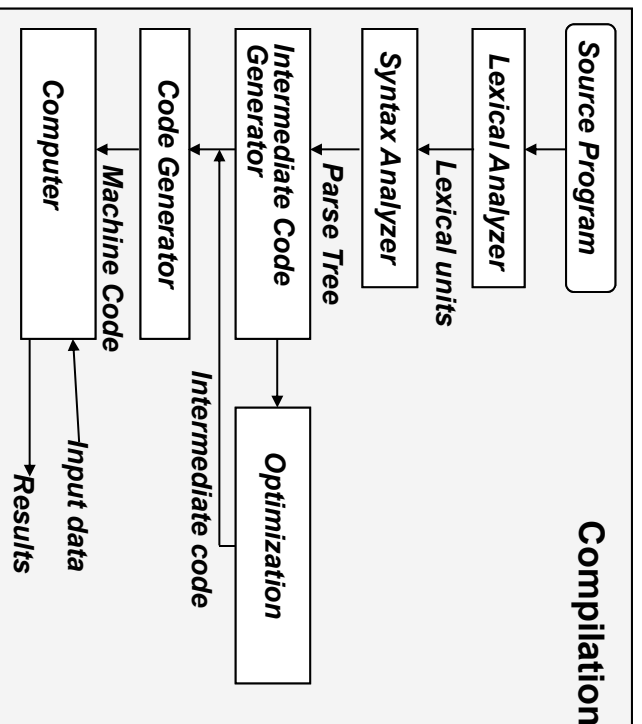 Compilation
Source Program
Lexical Analyzer
Lexical units
Syntax Analyzer
Parse Tree
Intermediate Code
Generator
Optimization
Intermediate code
Code Generator
Machine Code
Computer
Input data
Results